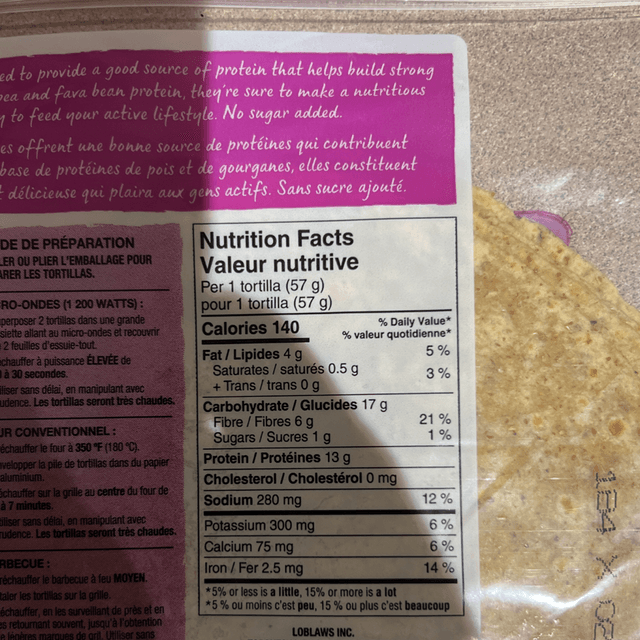 ed to provide a good source of protein that helps build strong
pea and fava bean protein, they're sure to make a nutritious
y to feed your active lifestyle. No sugar added.
es offrent une bonne source de protéines qui contribuent
base de protéines de pois et de gourganes, elles constituent
t délicieuse qui plaira aux gens actifs. Sans sucre ajouté.
DE DE PRÉPARATION
LER OU PLIER L'EMBALLAGE POUR
ARER LES TORTILLAS.
RO-ONDES (1 200 WATTS) :
perposer 2 tortillas dans une grande
siette allant au micro-ondes et recouvrir
2 feuilles d'essuie-tout.
chauffer à puissance ÉLEVÉE de
à 30 secondes.
iliser sans délai, en manipulant avec
udence. Les tortillas seront très chaudes.
UR CONVENTIONNEL :
échauffer le four à 350 °F (180 °C).
nvelopper la pile de tortillas dans du papier
aluminium.
chauffer sur la grille au centre du four de
à 7 minutes.
tiliser sans délai, en manipulant avec
rudence. Les tortillas seront très chaudes.
RBECUE :
réchauffer le barbecue à feu MOYEN.
taler les tortillas sur la grille.
échauffer, en les surveillant de près et en
es retournant souvent, jusqu'à l'obtention
e légères marques de gril. Utiliser sans
Nutrition Facts
Valeur nutritive
Per 1 tortilla (57 g)
pour 1 tortilla (57 g)
Calories 140
% Daily Value*
% valeur quotidienne*
Fat / Lipides 4 g 5 %
Saturates / saturés 0.5 g 3 %
+ Trans / trans 0 g
Carbohydrate / Glucides 17 g
Fibre / Fibres 6 g 21 %
Sugars / Sucres 1 g 1 %
Protein / Protéines 13 g
Cholesterol / Cholestérol 0 mg
Sodium 280 mg 12 %
Potassium 300 mg 6 %
Calcium 75 mg 6 %
Iron / Fer 2.5 mg 14 %
*5% or less is a little, 15% or more is a lot
*5 % ou moins c'est peu, 15 % ou plus c'est beaucoup
LOBLAWS INC.